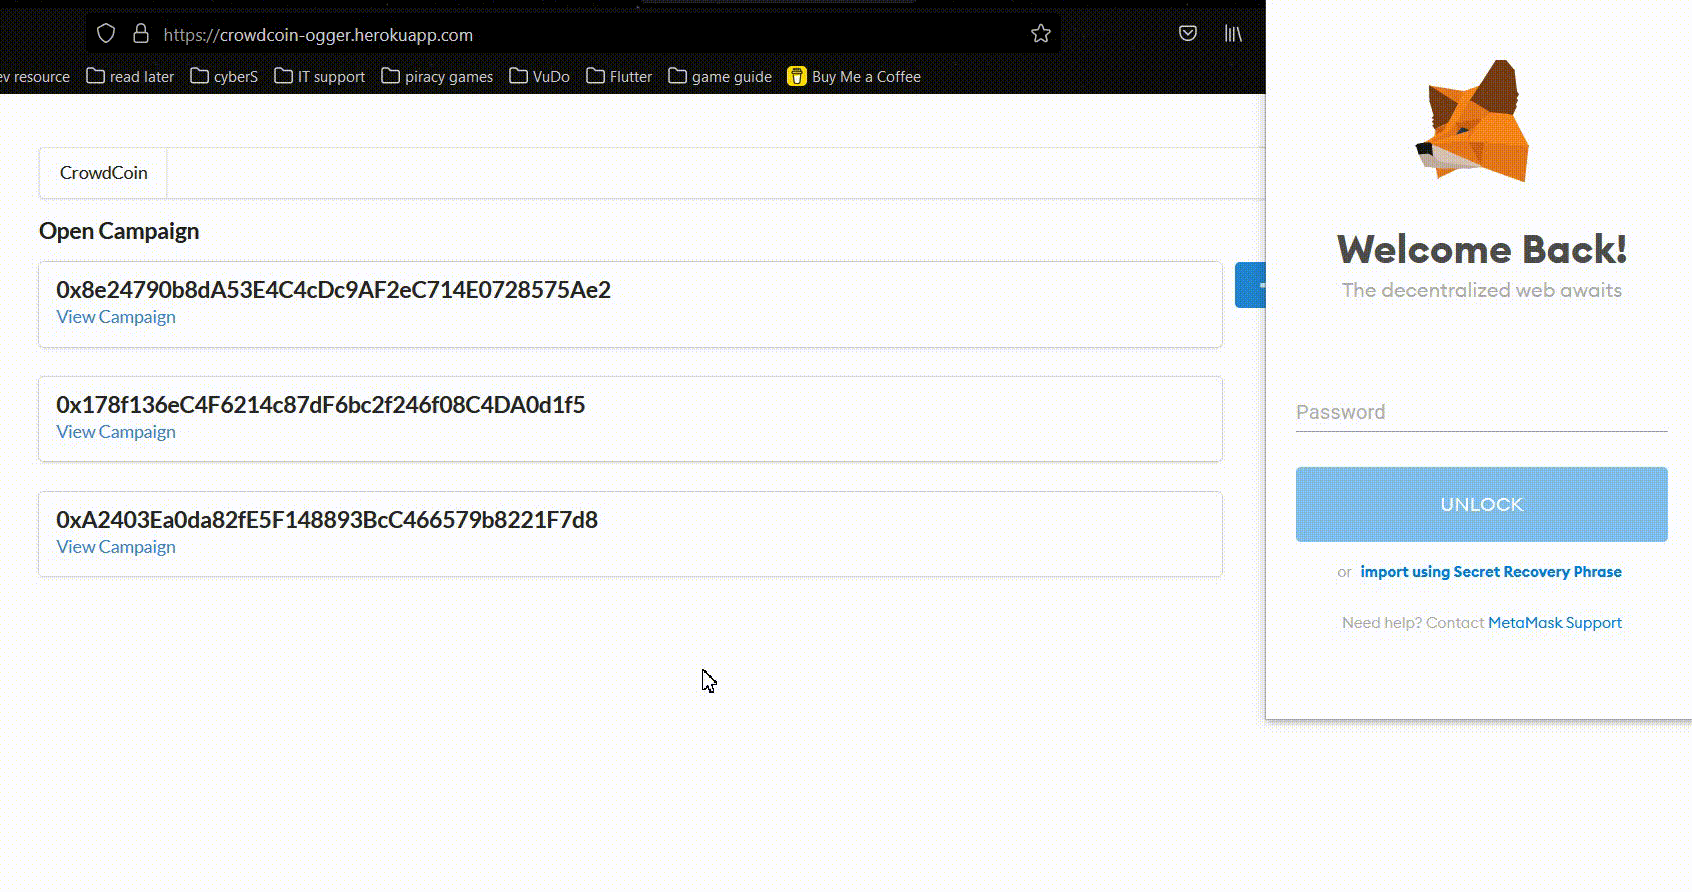 https://crowdcoin-ogger.herokuapp.com
ev resource read later cyberS IT support piracy games VuDo Flutter game guide Buy Me a Coffee
CrowdCoin
Open Campaign
0x8e24790b8dA53E4C4cDc9AF2eC714E0728575Ae2
View Campaign
0x178f136eC4F6214c87dF6bc2f246f08C4DA0d1f5
View Campaign
0xA2403Ea0da82fE5F148893BcC466579b8221F7d8
View Campaign
Welcome Back!
The decentralized web awaits
Password
UNLOCK
or import using Secret Recovery Phrase
Need help? Contact MetaMask Support